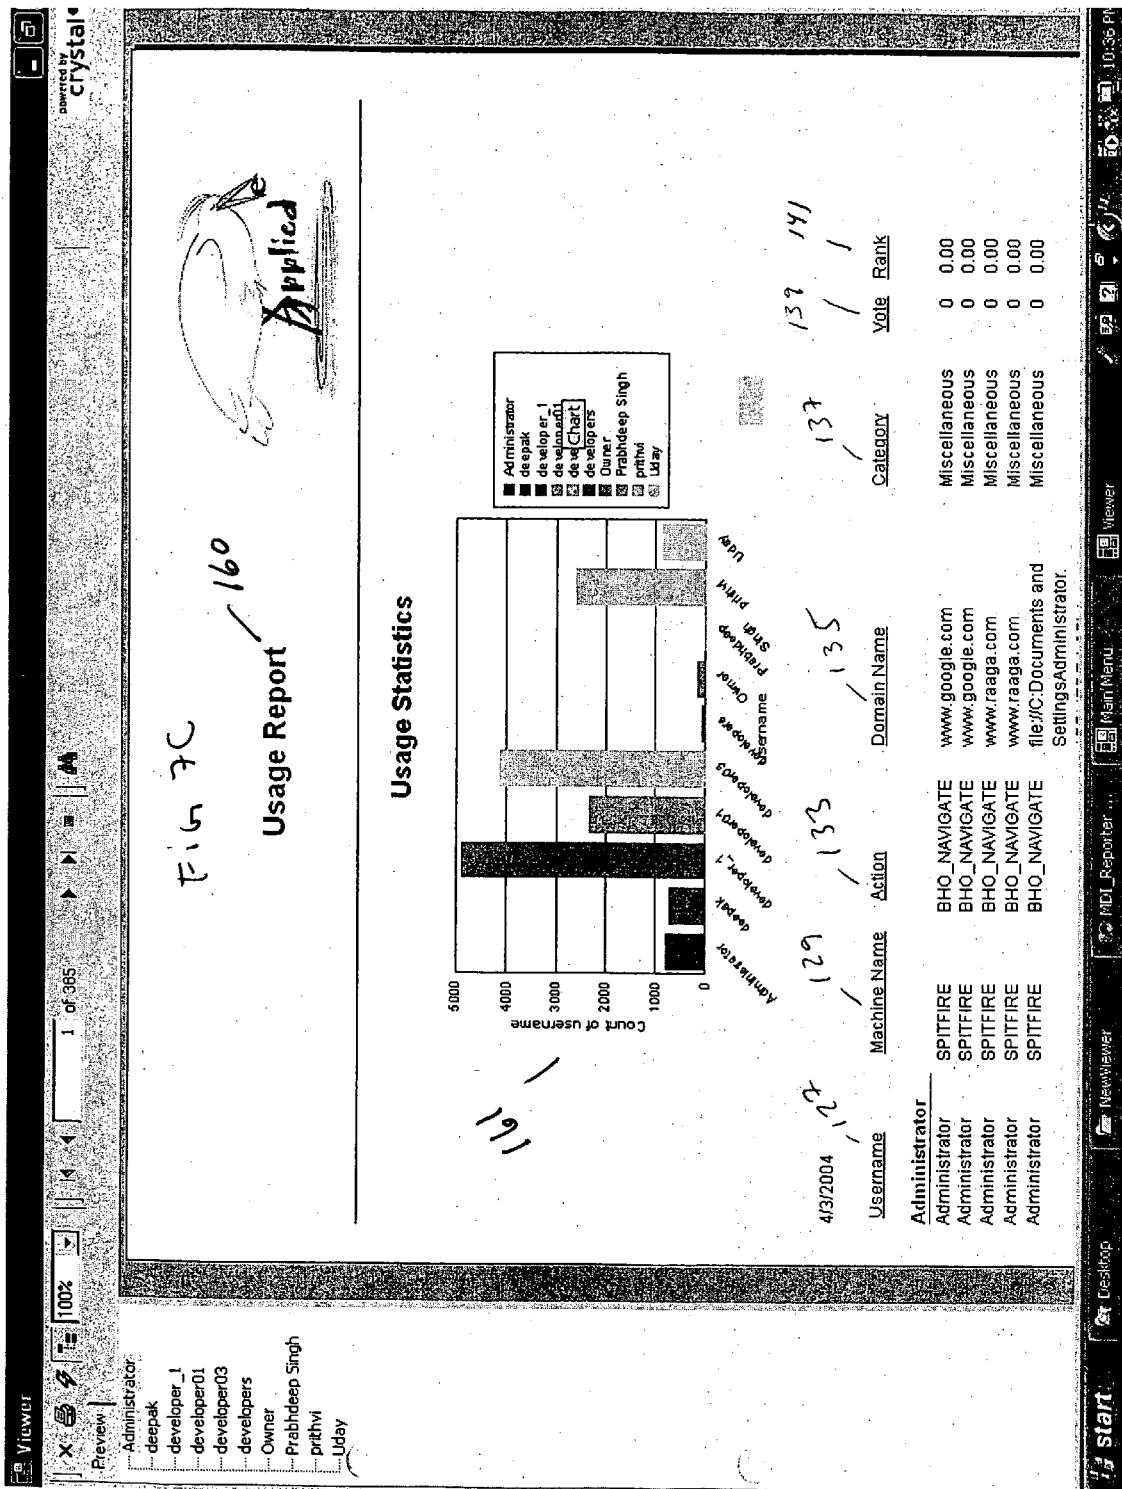 Viewer
100%
1 of 385
powered by
crystal
Preview
Administrator
deepak
developer_1
developer01
developer03
developers
Owner
Prabhdeep Singh
prithvi
Uday
Fig 7C
Usage Report 160
Applied
Usage Statistics
161
Count of username
5000
4000
3000
2000
1000
0
Administrator
deepak
developer_1
developer01
developer03
developers
Owner
Prabhdeep Singh
prithvi
Uday
username
Administrator
deepak
developer_1
developer01
Chart
developers
Owner
Prabhdeep Singh
prithvi
Uday
4/3/2004
127 129 133 135 137 139 141
Username Machine Name Action Domain Name Category Vote Rank
Administrator
Administrator SPITFIRE BHO_NAVIGATE www.google.com Miscellaneous 0 0.00
Administrator SPITFIRE BHO_NAVIGATE www.google.com Miscellaneous 0 0.00
Administrator SPITFIRE BHO_NAVIGATE www.raaga.com Miscellaneous 0 0.00
Administrator SPITFIRE BHO_NAVIGATE www.raaga.com Miscellaneous 0 0.00
Administrator SPITFIRE BHO_NAVIGATE file://C:Documents and Miscellaneous 0 0.00
SettingsAdministrator.
start Desktop NewViewer MDI_Reporter ... MainMenu Viewer 10:36 PM